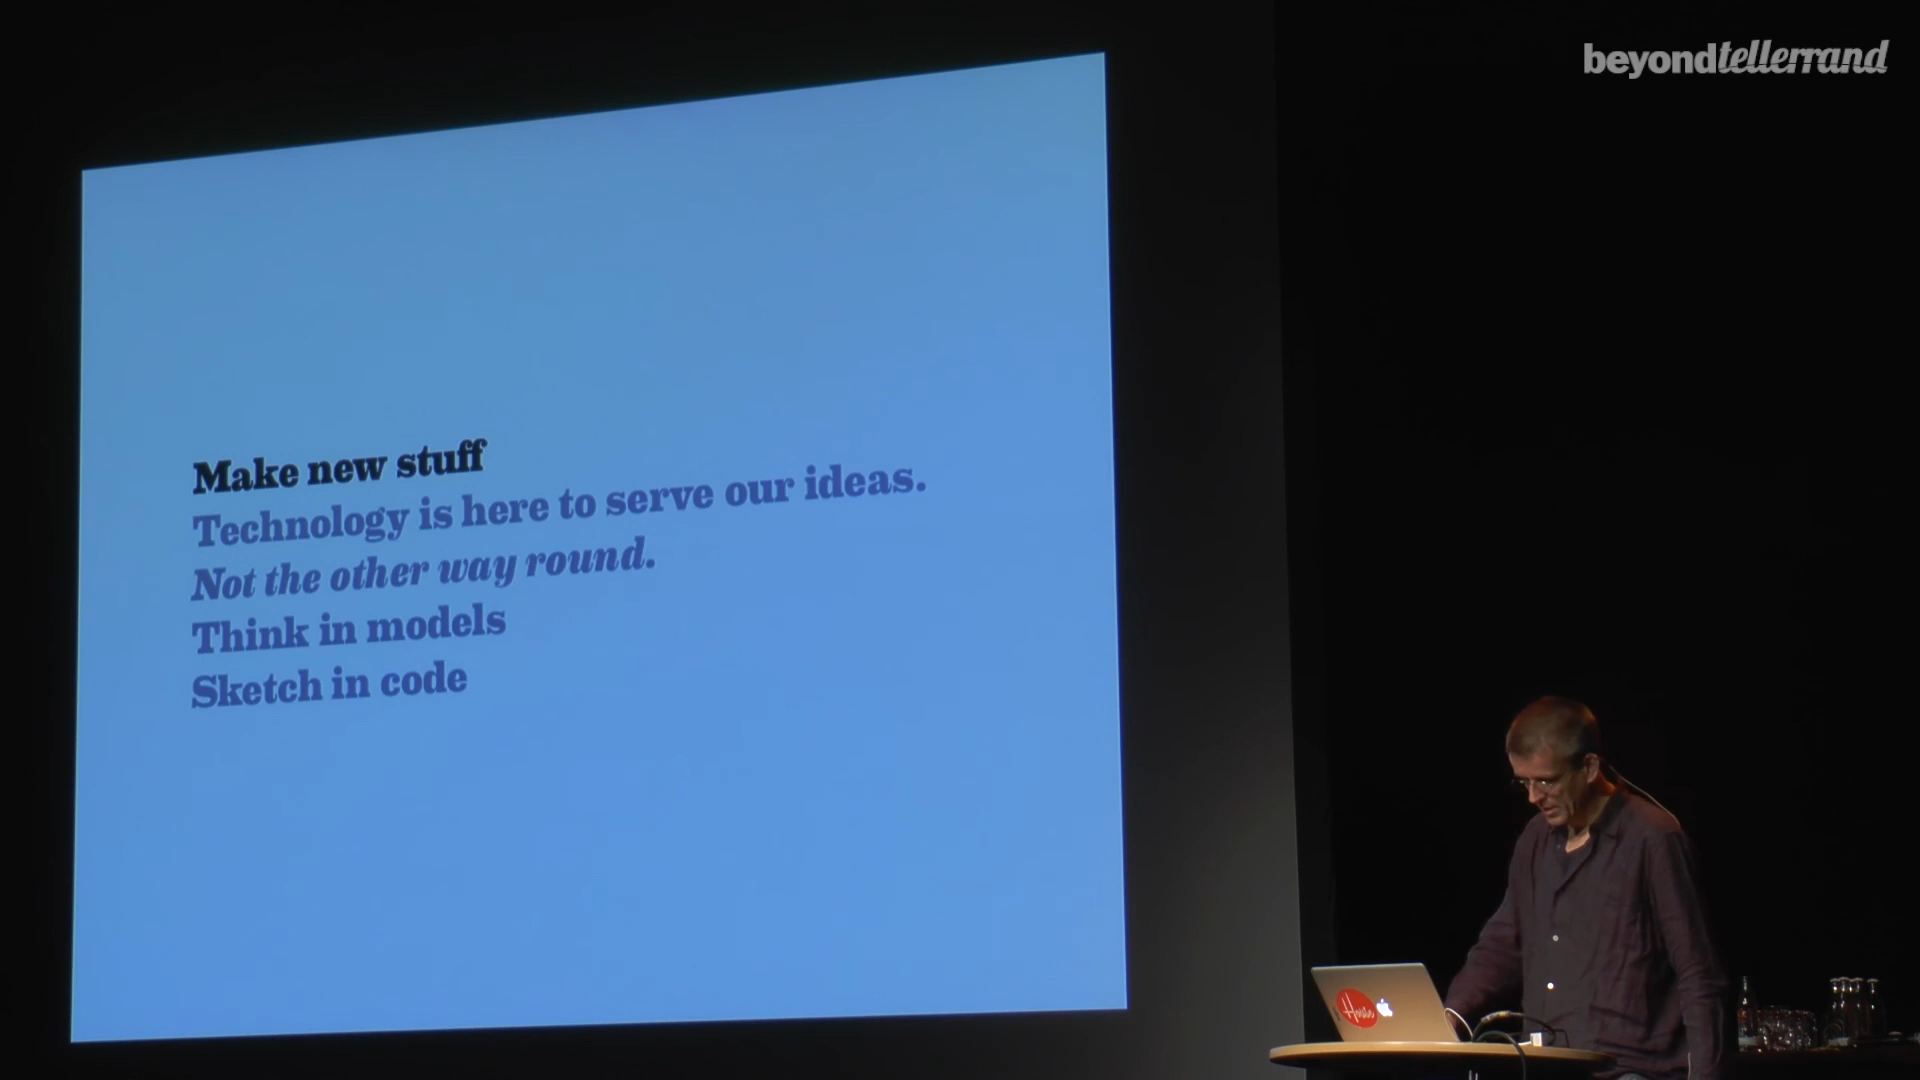 beyondtellerrand
Make new stuff
Technology is here to serve our ideas.
Not the other way round.
Think in models
Sketch in code